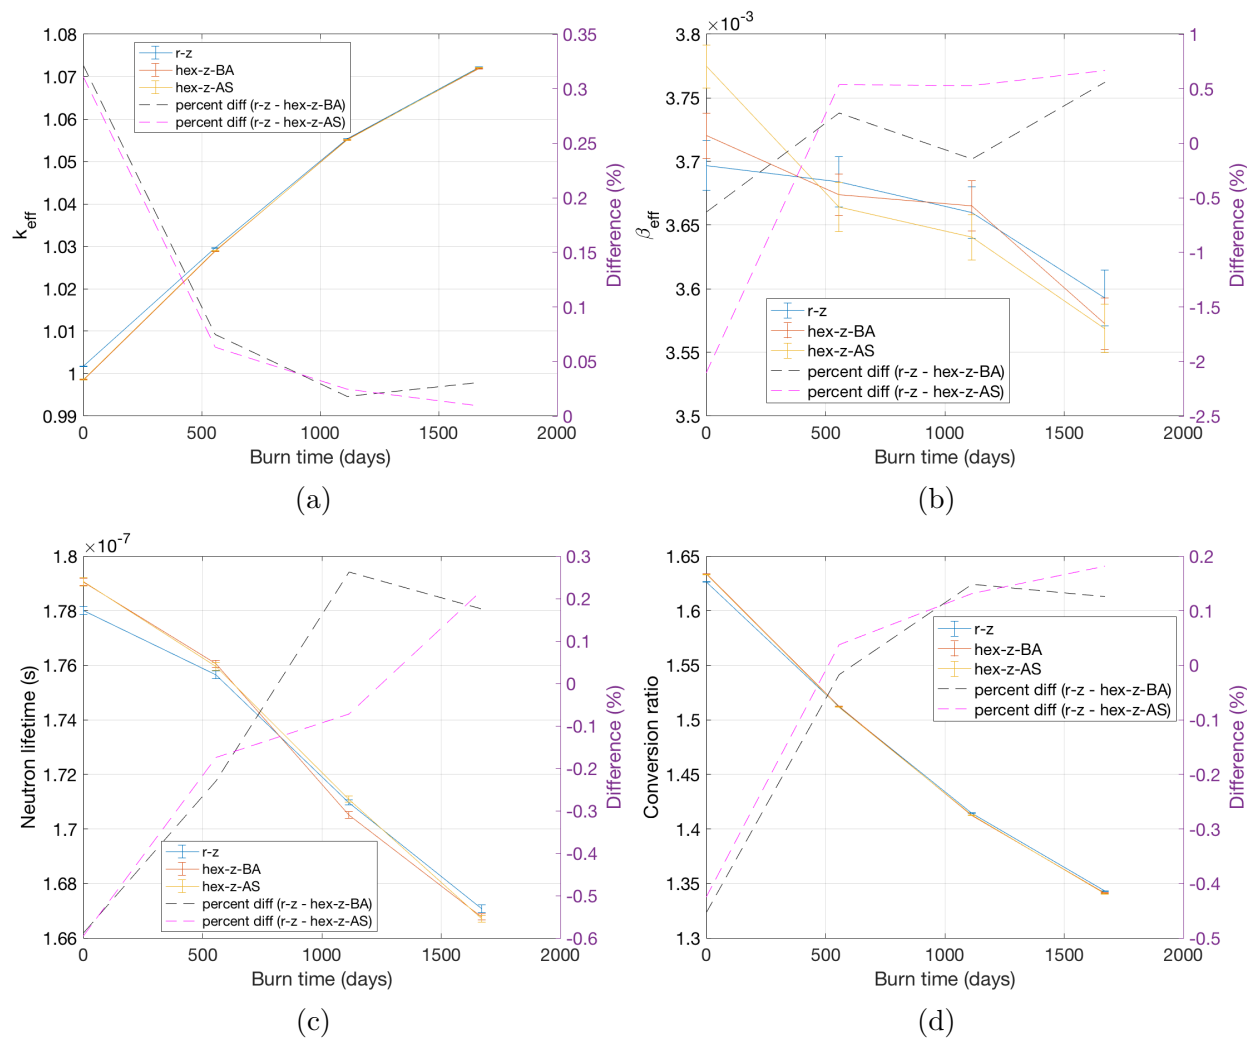 1.08
1.07
1.06
1.05
1.04
1.03
1.02
1.01
1
0.99
k_eff
0.35
0.3
0.25
0.2
0.15
0.1
0.05
0
Difference (%)
r-z
hex-z-BA
hex-z-AS
percent diff (r-z - hex-z-BA)
percent diff (r-z - hex-z-AS)
0 500 1000 1500 2000
Burn time (days)
(a)
×10^-3
3.8
3.75
3.7
3.65
3.6
3.55
3.5
β_eff
1
0.5
0
-0.5
-1
-1.5
-2
-2.5
Difference (%)
r-z
hex-z-BA
hex-z-AS
percent diff (r-z - hex-z-BA)
percent diff (r-z - hex-z-AS)
0 500 1000 1500 2000
Burn time (days)
(b)
×10^-7
1.8
1.78
1.76
1.74
1.72
1.7
1.68
1.66
Neutron lifetime (s)
0.3
0.2
0.1
0
-0.1
-0.2
-0.3
-0.4
-0.5
-0.6
Difference (%)
r-z
hex-z-BA
hex-z-AS
percent diff (r-z - hex-z-BA)
percent diff (r-z - hex-z-AS)
0 500 1000 1500 2000
Burn time (days)
(c)
1.65
1.6
1.55
1.5
1.45
1.4
1.35
1.3
Conversion ratio
0.2
0.1
0
-0.1
-0.2
-0.3
-0.4
-0.5
Difference (%)
r-z
hex-z-BA
hex-z-AS
percent diff (r-z - hex-z-BA)
percent diff (r-z - hex-z-AS)
0 500 1000 1500 2000
Burn time (days)
(d)